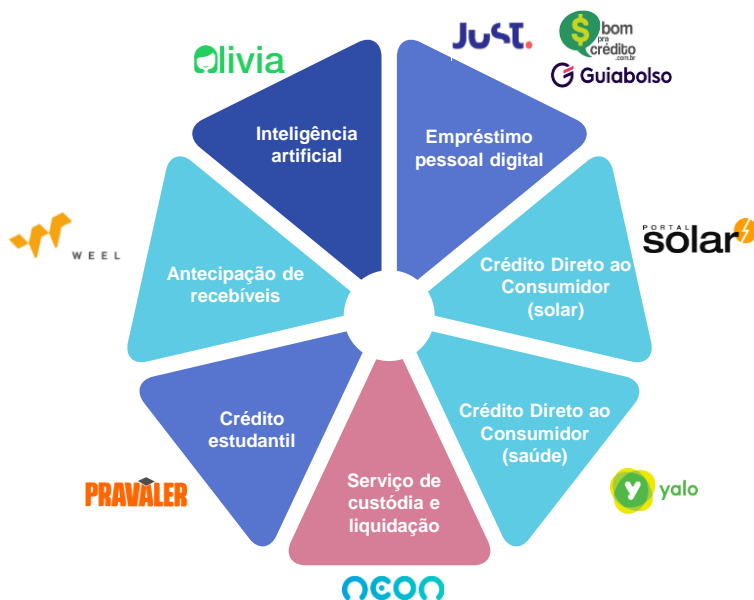 Olivia
JUST.
bom
pra
crédito
.com.br
Guiabolso
Inteligência
artificial
Empréstimo
pessoal digital
WEEL
PORTAL
solar
Antecipação de
recebíveis
Crédito Direto ao
Consumidor
(solar)
Crédito
estudantil
Crédito Direto ao
Consumidor
(saúde)
PRAVALER
Serviço de
custódia e
liquidação
y yalo
neon